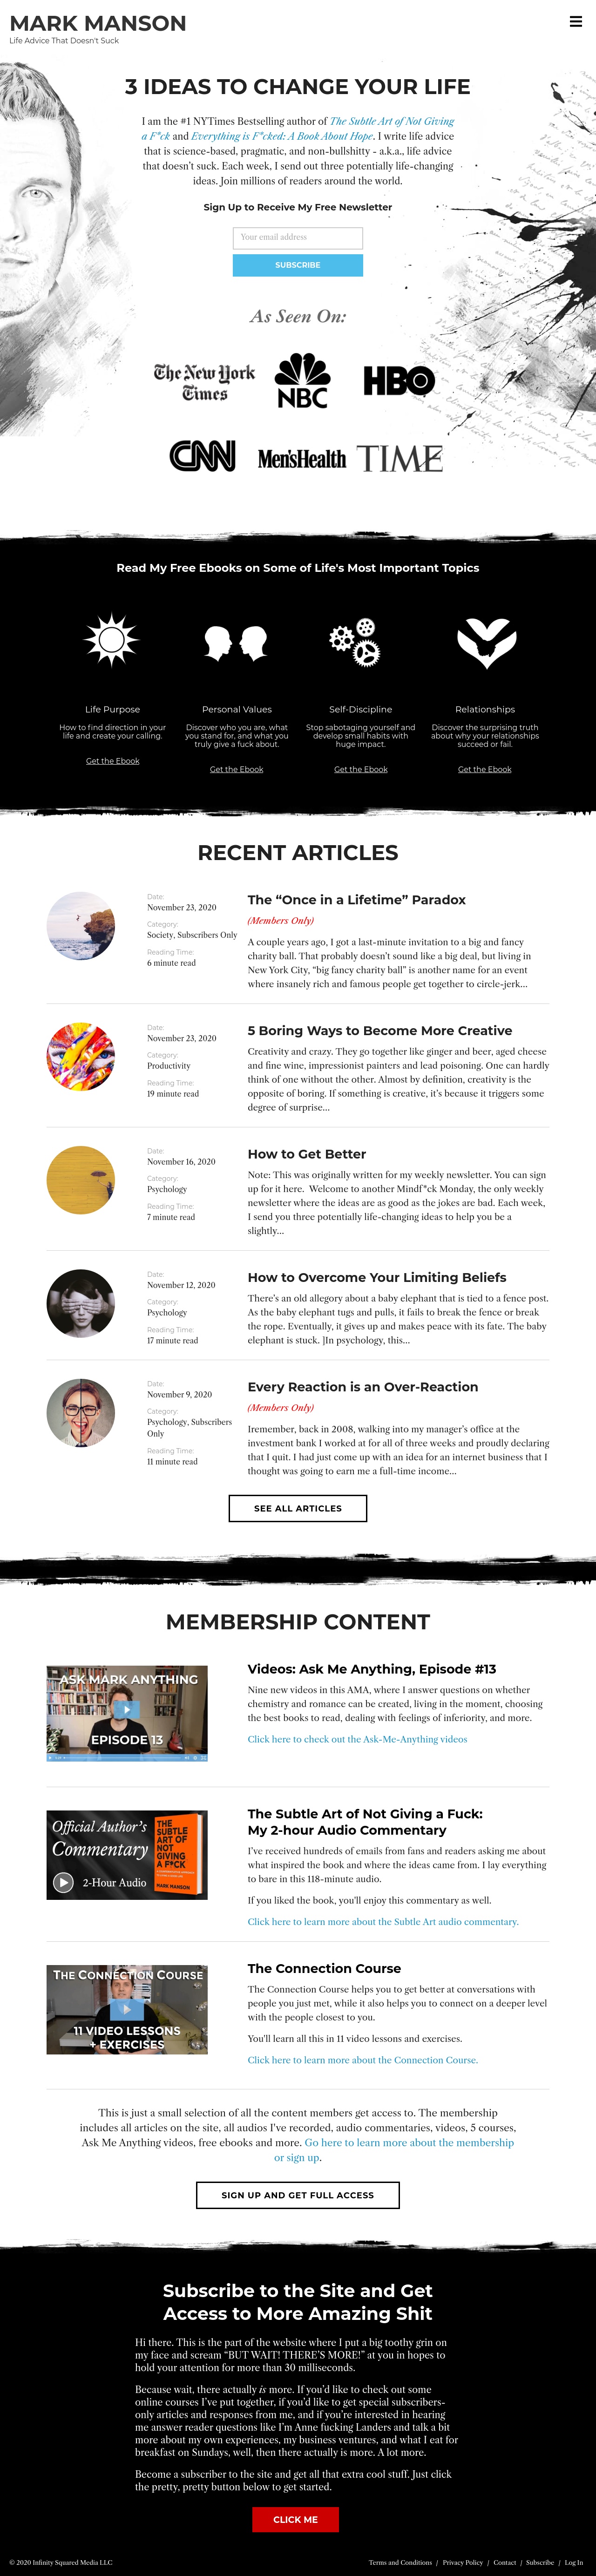 MARK MANSON
Life Advice That Doesn't Suck
3 IDEAS TO CHANGE YOUR LIFE
I am the #1 NYTimes Bestselling author of The Subtle Art of Not Giving
a F*ck and Everything is F*cked: A Book About Hope. I write life advice
that is science-based, pragmatic, and non-bullshitty - a.k.a., life advice
that doesn't suck. Each week, I send out three potentially life-changing
ideas. Join millions of readers around the world.
Sign Up to Receive My Free Newsletter
Your email address
SUBSCRIBE
As Seen On:
The New York
Times
NBC
HBO
CNN
Men'sHealth
TIME
Read My Free Ebooks on Some of Life's Most Important Topics
Life Purpose
How to find direction in your
life and create your calling.
Get the Ebook
Personal Values
Discover who you are, what
you stand for, and what you
truly give a fuck about.
Get the Ebook
Self-Discipline
Stop sabotaging yourself and
develop small habits with
huge impact.
Get the Ebook
Relationships
Discover the surprising truth
about why your relationships
succeed or fail.
Get the Ebook
RECENT ARTICLES
Date:
November 23, 2020
Category:
Society, Subscribers Only
Reading Time:
6 minute read
The “Once in a Lifetime” Paradox
(Members Only)
A couple years ago, I got a last-minute invitation to a big and fancy
charity ball. That probably doesn't sound like a big deal, but living in
New York City, “big fancy charity ball” is another name for an event
where insanely rich and famous people get together to circle-jerk...
Date:
November 23, 2020
Category:
Productivity
Reading Time:
19 minute read
5 Boring Ways to Become More Creative
Creativity and crazy. They go together like ginger and beer, aged cheese
and fine wine, impressionist painters and lead poisoning. One can hardly
think of one without the other. Almost by definition, creativity is the
opposite of boring. If something is creative, it's because it triggers some
degree of surprise...
Date:
November 16, 2020
Category:
Psychology
Reading Time:
7 minute read
How to Get Better
Note: This was originally written for my weekly newsletter. You can sign
up for it here. Welcome to another Mindf*ck Monday, the only weekly
newsletter where the ideas are as good as the jokes are bad. Each week,
I send you three potential life-changing ideas to help you be a
slightly...
Date:
November 12, 2020
Category:
Psychology
Reading Time:
17 minute read
How to Overcome Your Limiting Beliefs
There's an old allegory about a baby elephant that is tied to a fence post.
As the baby elephant tugs and pulls, it fails to break the fence or break
the rope. Eventually, it gives up and makes peace with its fate. The baby
elephant is stuck. ]In psychology, this...
Date:
November 9, 2020
Category:
Psychology, Subscribers
Only
Reading Time:
11 minute read
Every Reaction is an Over-Reaction
(Members Only)
Iremember, back in 2008, walking into my manager's office at the
investment bank I worked at for all of three weeks and proudly declaring
that I quit. I had just come up with an idea for an internet business that I
thought was going to earn me a full-time income...
SEE ALL ARTICLES
MEMBERSHIP CONTENT
ASK MARK ANYTHING
EPISODE 13
Videos: Ask Me Anything, Episode #13
Nine new videos in this AMA, where I answer questions on whether
chemistry and romance can be created, living in the moment, choosing
the best books to read, dealing with feelings of inferiority, and more.
Click here to check out the Ask-Me-Anything videos
Official Author's
Commentary
2-Hour Audio
THE
SUBTLE
ART OF
NOT
GIVING
A F*CK
MARK MANSON
The Subtle Art of Not Giving a Fuck:
My 2-hour Audio Commentary
I've received hundreds of emails from fans and readers asking me about
what inspired the book and where the ideas came from. I lay everything
to bare in this 118-minute audio.
If you liked the book, you'll enjoy this commentary as well.
Click here to learn more about the Subtle Art audio commentary.
THE CONNECTION COURSE
11 VIDEO LESSONS
+ EXERCISES
The Connection Course
The Connection Course helps you to get better at conversations with
people you just met, while it also helps you to connect on a deeper level
with the people closest to you.
You'll learn all this in 11 video lessons and exercises.
Click here to learn more about the Connection Course.
This is just a small selection of all the content members get access to. The membership
includes all articles on the site, all audios I've recorded, audio commentaries, videos, 5 courses,
Ask Me Anything videos, free ebooks and more. Go here to learn more about the membership
or sign up.
SIGN UP AND GET FULL ACCESS
Subscribe to the Site and Get
Access to More Amazing Shit
Hi there. This is the part of the website where I put a big toothy grin on
my face and scream “BUT WAIT! THERE'S MORE!” at you in hopes to
hold your attention for more than 30 milliseconds.
Because wait, there actually is more. If you'd like to check out some
online courses I've put together, if you'd like to get special subscribers-
only articles and responses from me, and if you're interested in hearing
me answer reader questions like I'm Anne fucking Landers and talk a bit
more about my own experiences, my business ventures, and what I eat for
breakfast on Sundays, well, then there actually is more. A lot more.
Become a subscriber to the site and get all that extra cool stuff. Just click
the pretty, pretty button below to get started.
CLICK ME
© 2020 Infinity Squared Media LLC
Terms and Conditions / Privacy Policy / Contact / Subscribe / Log In